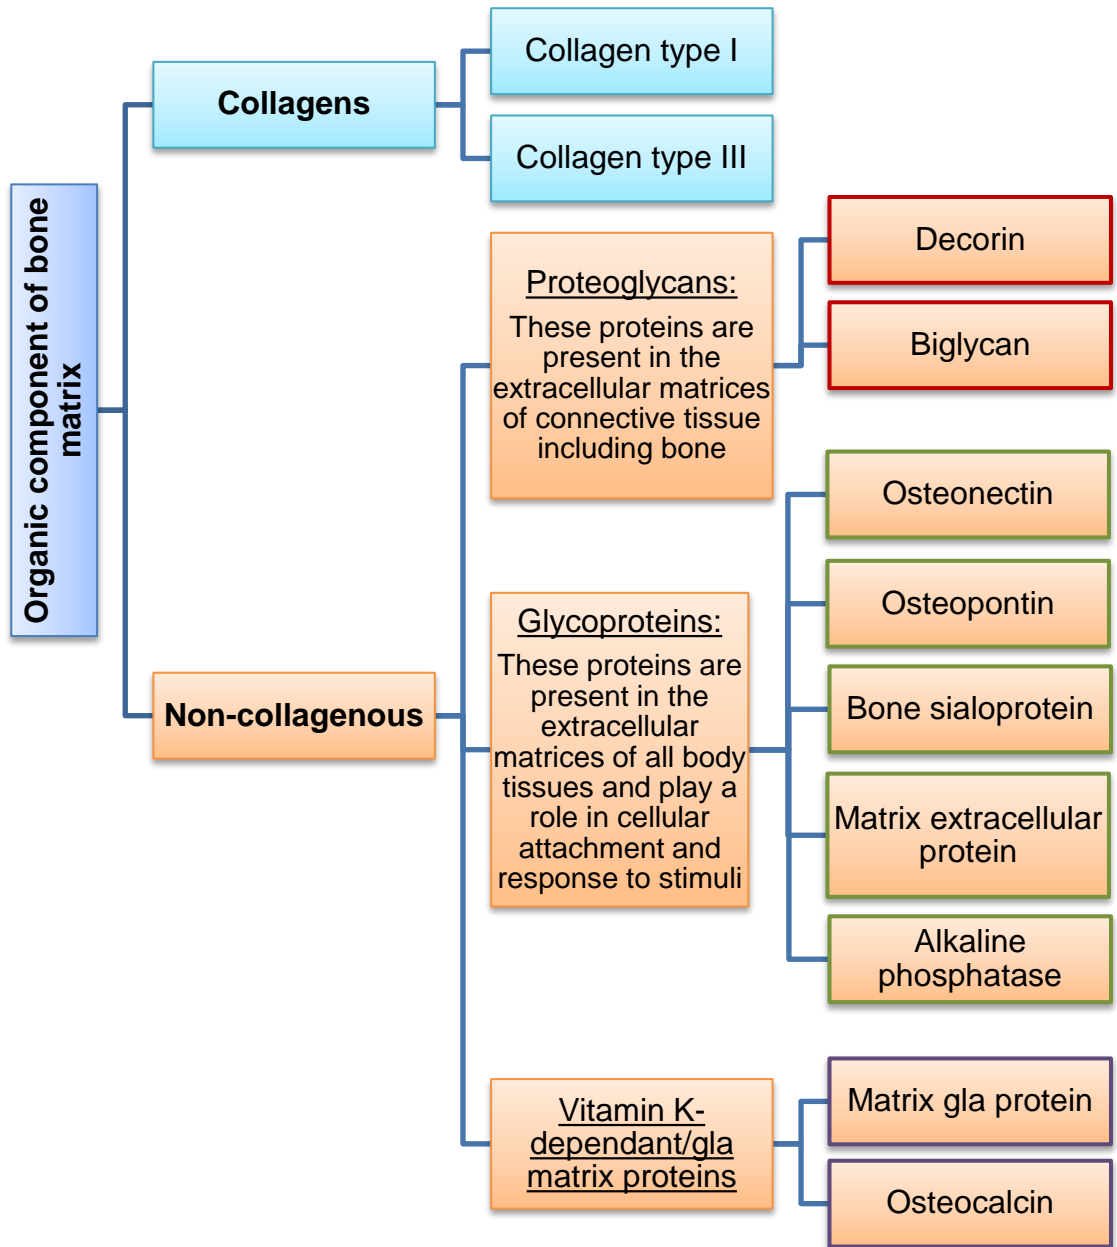 Organic component of bone
matrix
Collagens
Collagen type I
Collagen type III
Non-collagenous
Proteoglycans:
These proteins are
present in the
extracellular matrices
of connective tissue
including bone
Decorin
Biglycan
Glycoproteins:
These proteins are
present in the
extracellular
matrices of all body
tissues and play a
role in cellular
attachment and
response to stimuli
Osteonectin
Osteopontin
Bone sialoprotein
Matrix extracellular
protein
Alkaline
phosphatase
Vitamin K-
dependant/gla
matrix proteins
Matrix gla protein
Osteocalcin